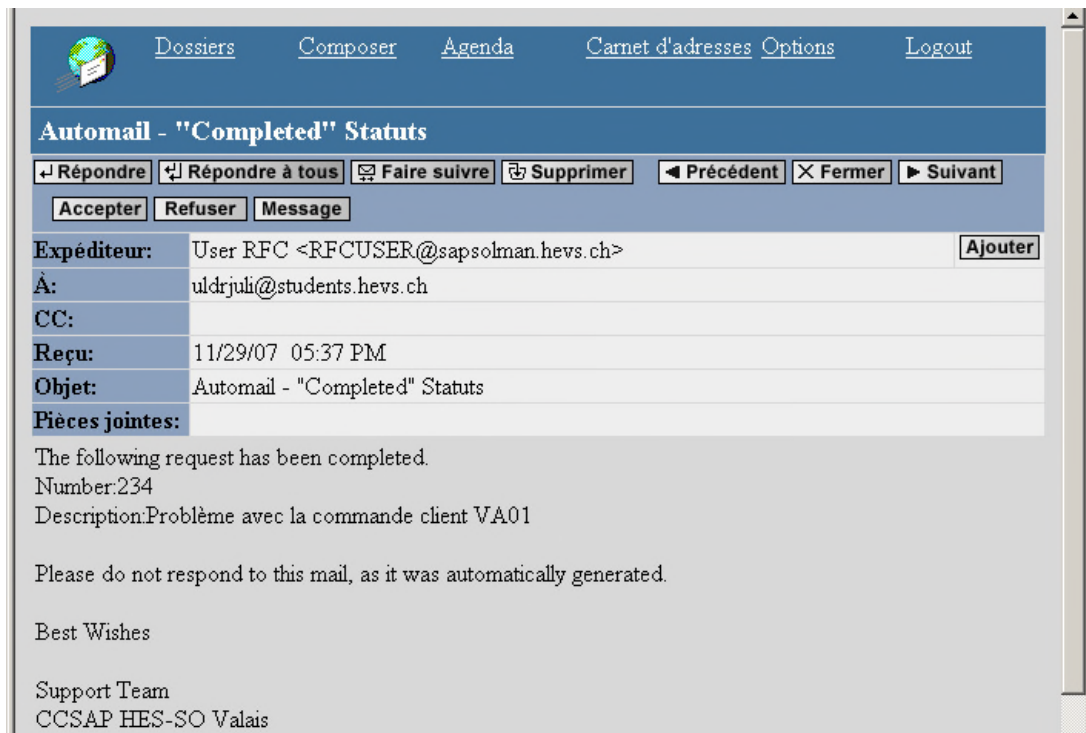 Dossiers Composer Agenda Carnet d'adresses Options Logout
Automail - "Completed" Statuts
Répondre Répondre à tous Faire suivre Supprimer Précédent Fermer Suivant
Accepter Refuser Message
Expéditeur: User RFC <RFCUSER@sapsolman.hevs.ch> Ajouter
À: uldrjuli@students.hevs.ch
CC:
Reçu: 11/29/07 05:37 PM
Objet: Automail - "Completed" Statuts
Pièces jointes:
The following request has been completed.
Number:234
Description:Problème avec la commande client VA01
Please do not respond to this mail, as it was automatically generated.
Best Wishes
Support Team
CCSAP HES-SO Valais